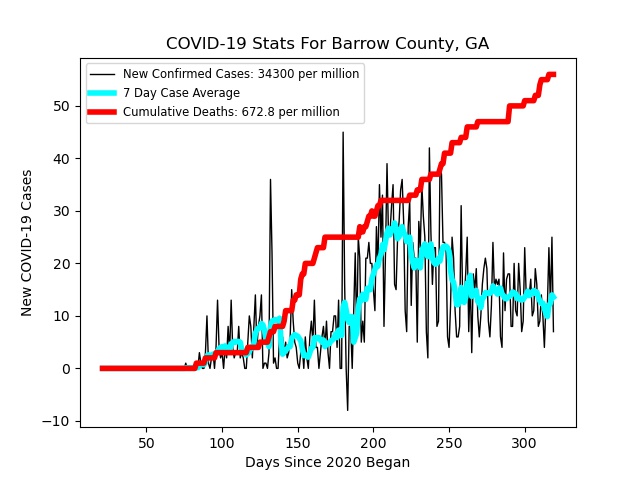 COVID-19 Stats For Barrow County, GA
New Confirmed Cases: 34300 per million
7 Day Case Average
Cumulative Deaths: 672.8 per million
New COVID-19 Cases
50
40
30
20
10
0
−10
50 100 150 200 250 300
Days Since 2020 Began